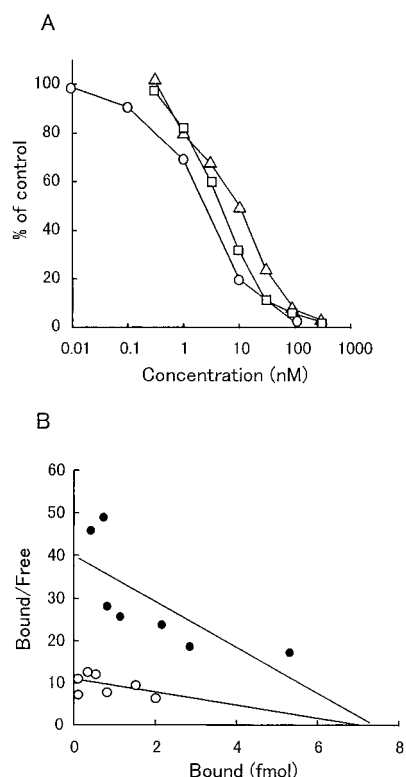 A
100
80
60
40
20
0
% of control
0.01 0.1 1 10 100 1000
Concentration (nM)
B
60
50
40
30
20
10
0
Bound/Free
0 2 4 6 8
Bound (fmol)